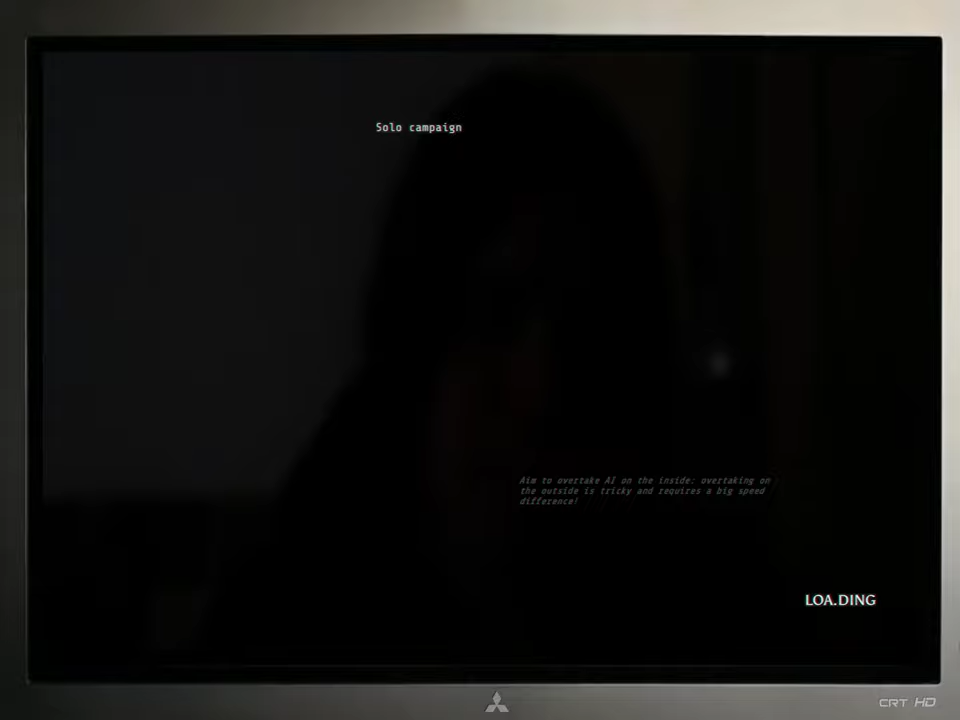 Solo campaign
Aim to overtake AI on the inside: overtaking on
the outside is tricky and requires a big speed
difference!
LOA.DING
CRT HD